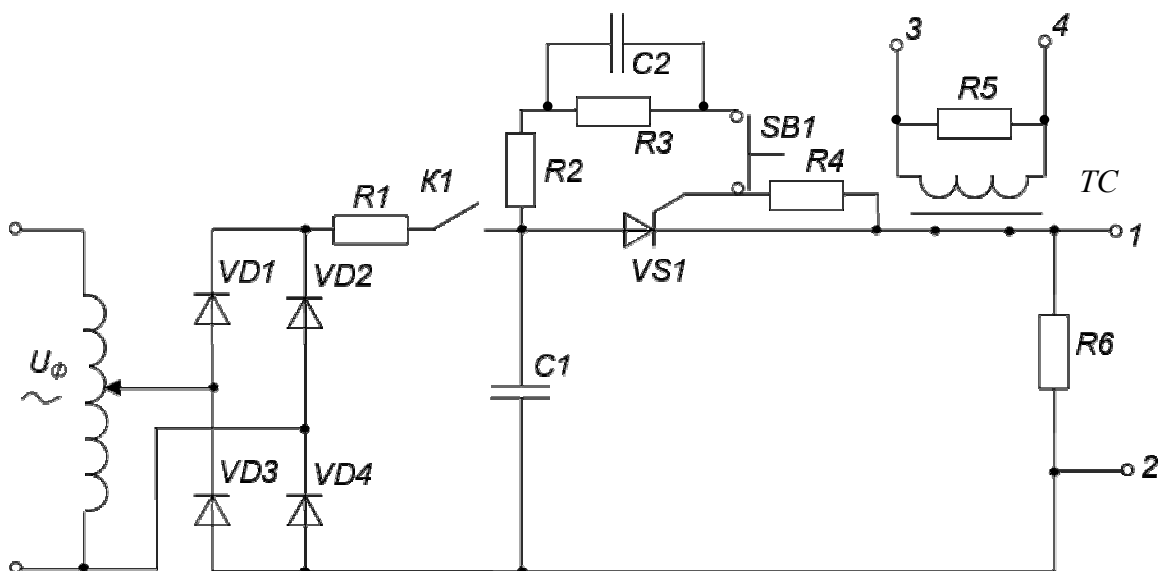 3
4
C2
R5
R3
SB1
R2
R4
TC
K1
R1
1
VS1
VD1
VD2
R6
C1
Uф
~
2
VD3
VD4